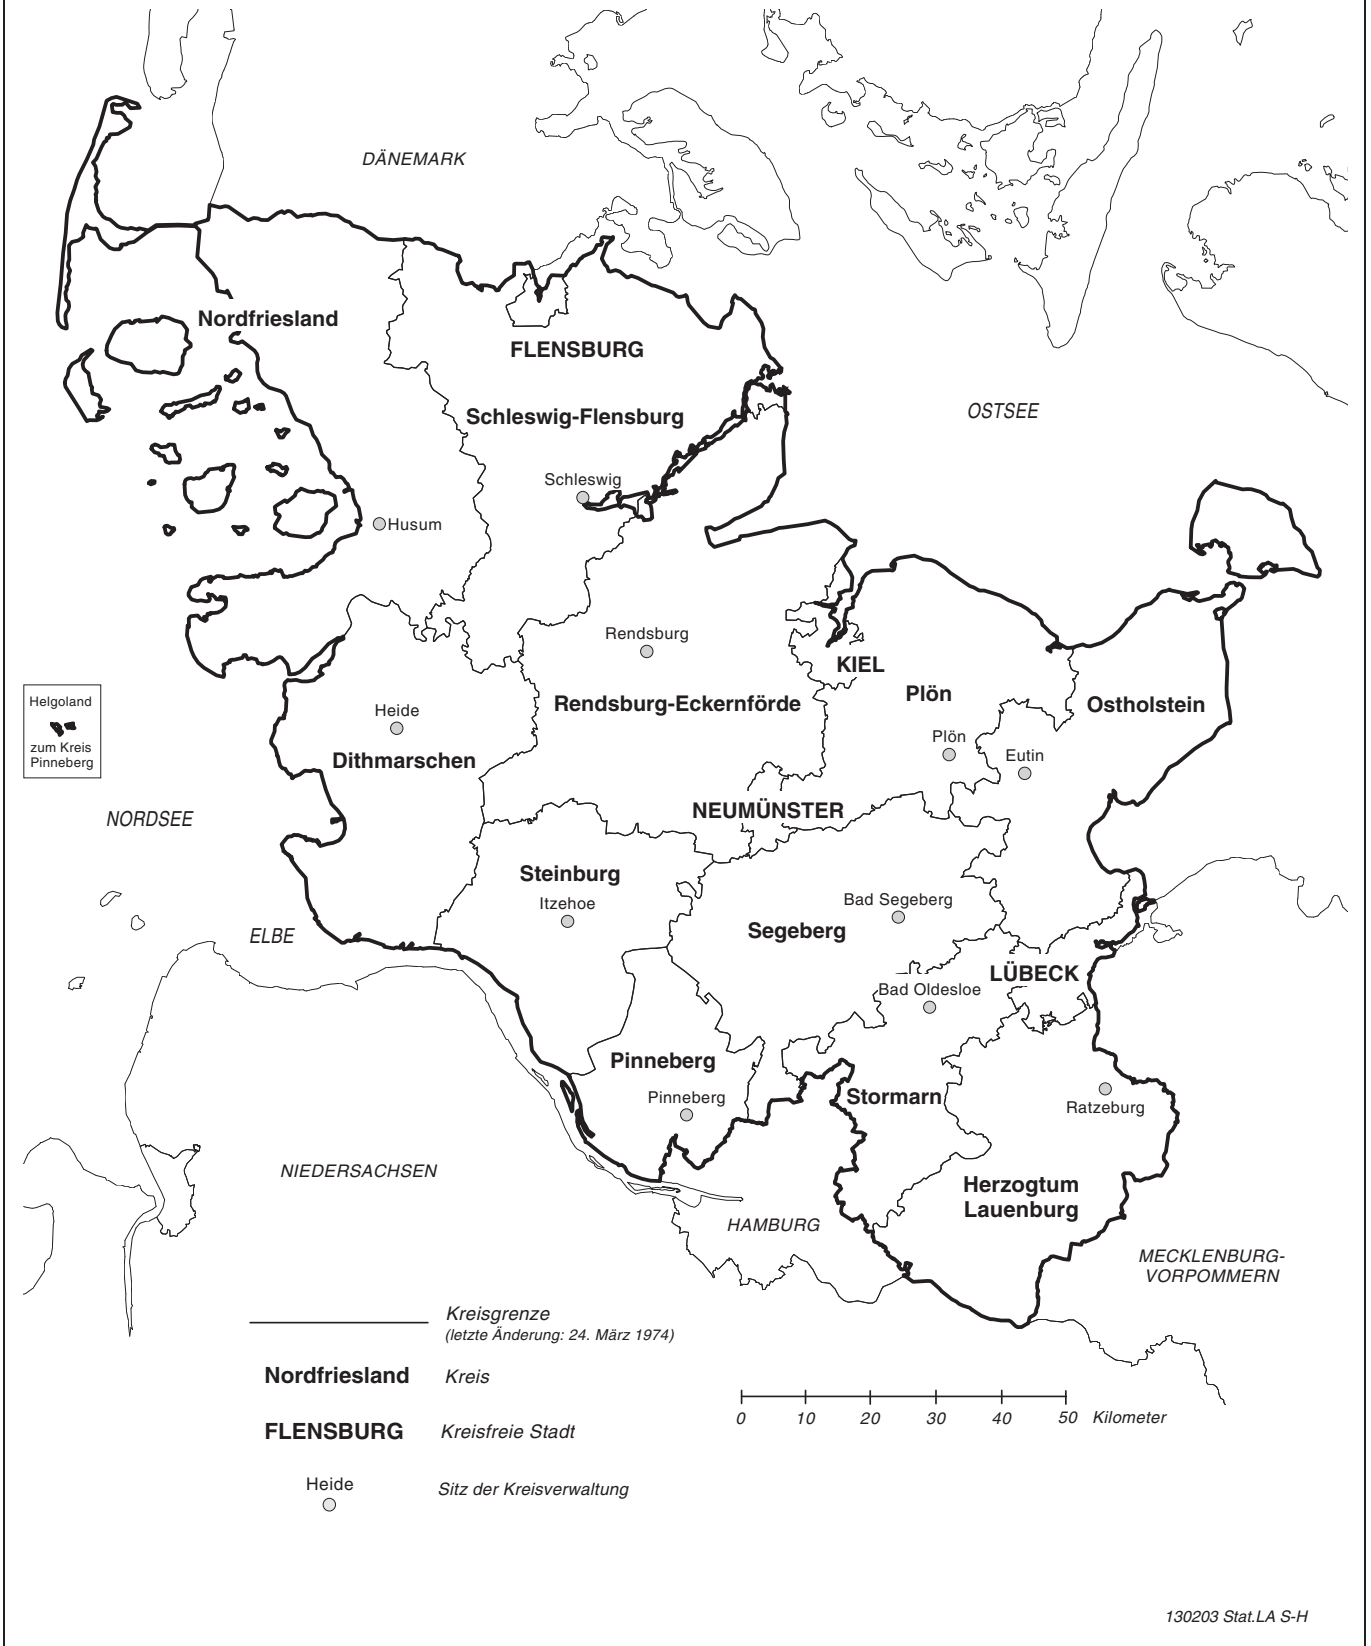 DÄNEMARK
Nordfriesland
FLENSBURG
Schleswig-Flensburg
OSTSEE
Schleswig
Husum
Rendsburg
KIEL
Plön
Rendsburg-Eckernförde
Ostholstein
Helgoland
zum Kreis
Pinneberg
Heide
Dithmarschen
Plön
Eutin
NORDSEE
NEUMÜNSTER
Steinburg
Itzehoe
Bad Segeberg
Segeberg
ELBE
LÜBECK
Bad Oldesloe
Pinneberg
Pinneberg
Stormarn
Ratzeburg
NIEDERSACHSEN
Herzogtum
Lauenburg
HAMBURG
MECKLENBURG-
VORPOMMERN
Kreisgrenze
(letzte Änderung: 24. März 1974)
Nordfriesland Kreis
0 10 20 30 40 50 Kilometer
FLENSBURG Kreisfreie Stadt
Heide Sitz der Kreisverwaltung
130203 Stat.LA S-H